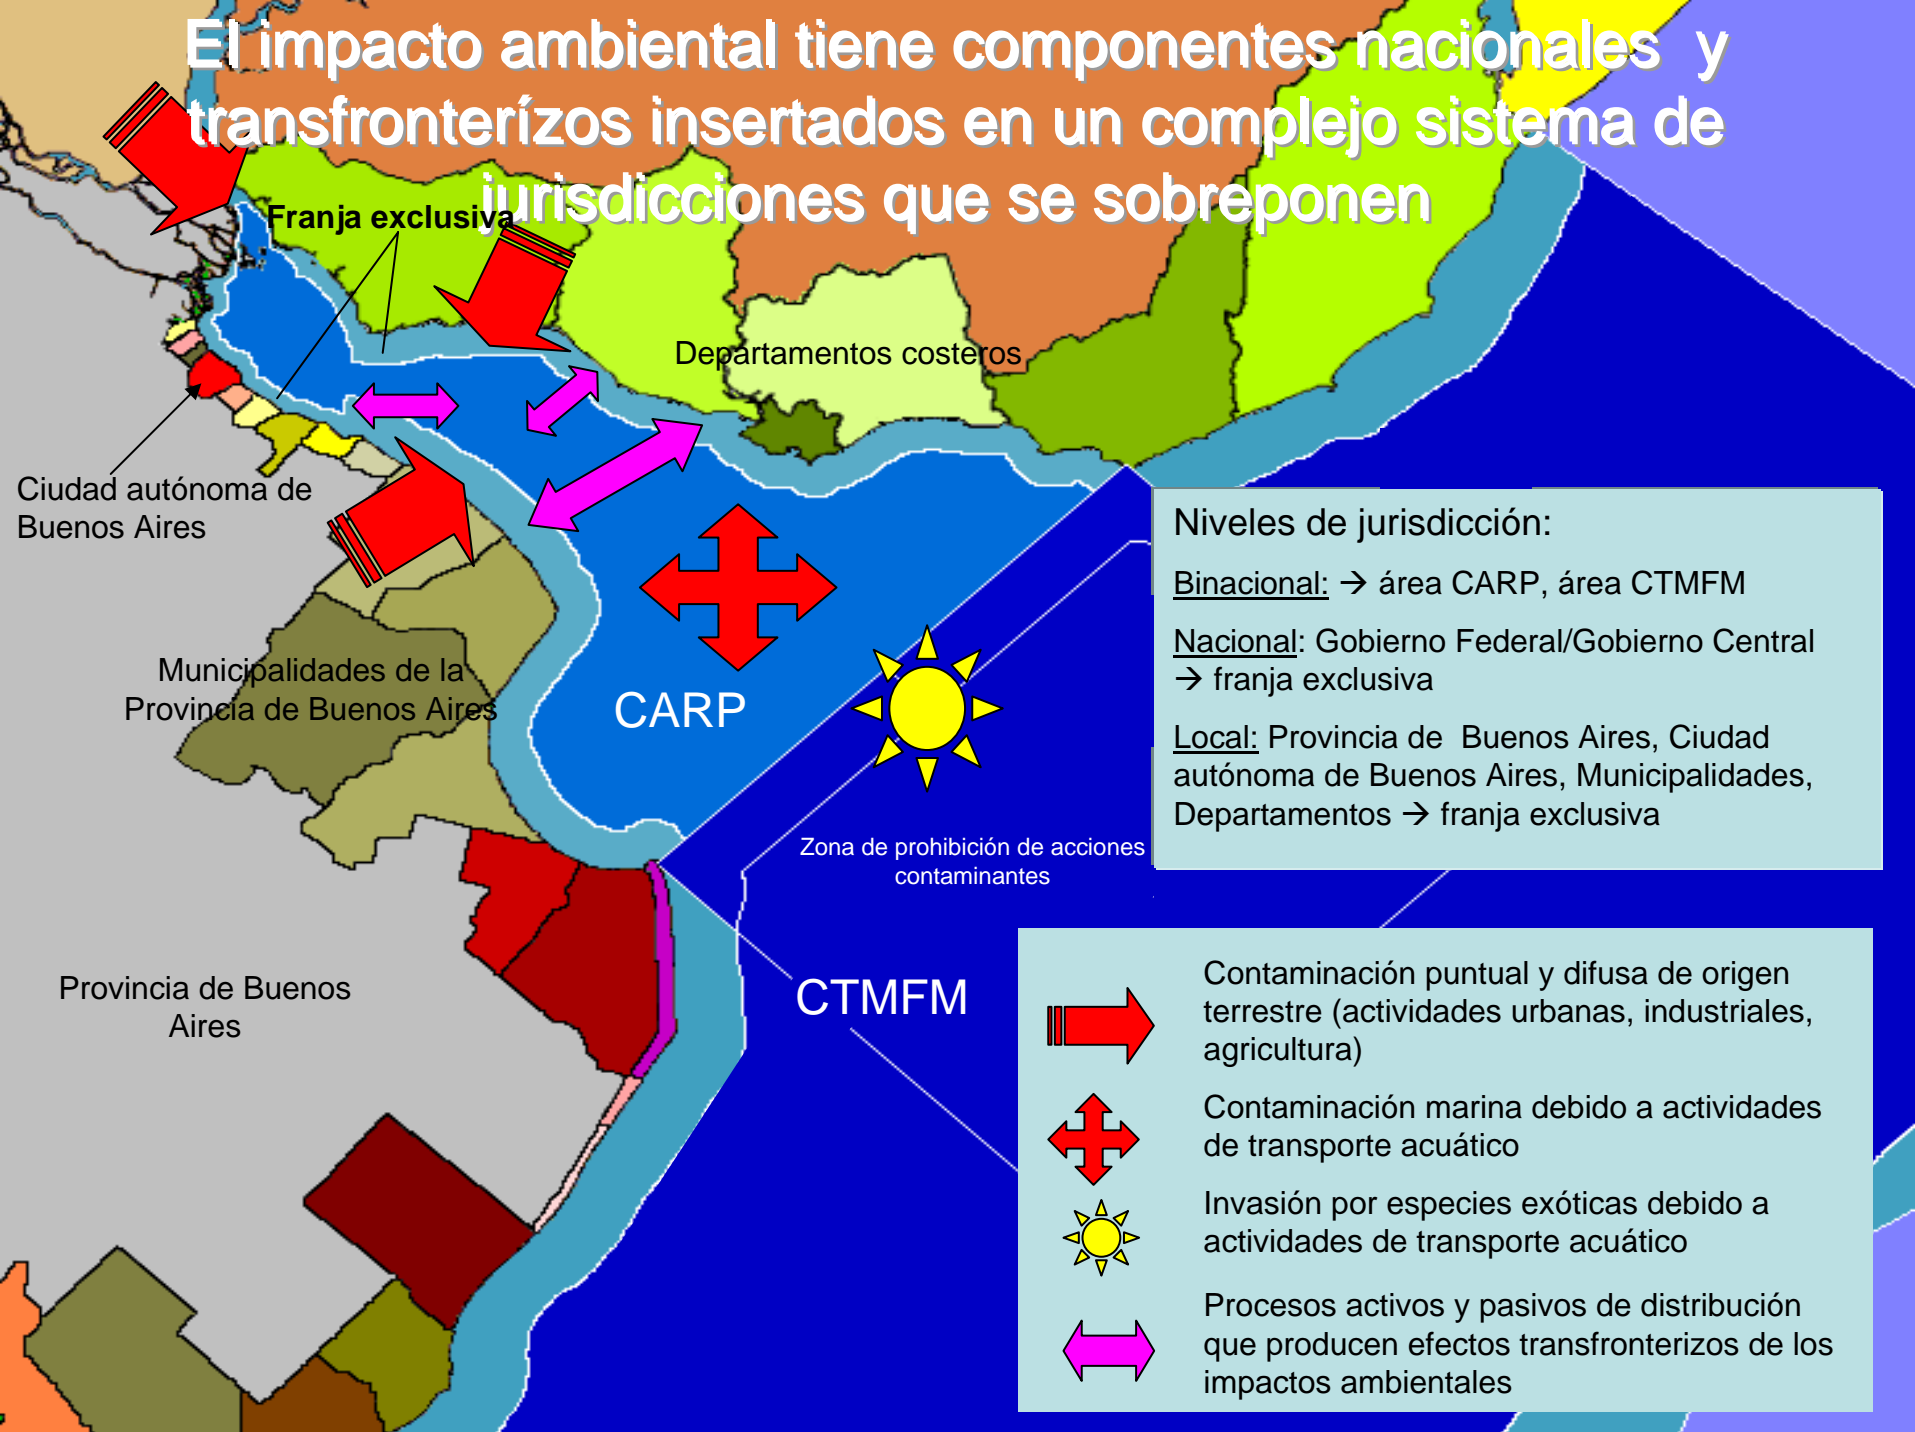 El impacto ambiental tiene componentes nacionales y
transfronterízos insertados en un complejo sistema de
jurisdicciones que se sobreponen
Franja exclusiva
Departamentos costeros
Ciudad autónoma de
Buenos Aires
Municipalidades de la
Provincia de Buenos Aires
CARP
Zona de prohibición de acciones
contaminantes
Provincia de Buenos
Aires
CTMFM
Niveles de jurisdicción:
Binacional: → área CARP, área CTMFM
Nacional: Gobierno Federal/Gobierno Central
→ franja exclusiva
Local: Provincia de Buenos Aires, Ciudad
autónoma de Buenos Aires, Municipalidades,
Departamentos → franja exclusiva
Contaminación puntual y difusa de origen
terrestre (actividades urbanas, industriales,
agricultura)
Contaminación marina debido a actividades
de transporte acuático
Invasión por especies exóticas debido a
actividades de transporte acuático
Procesos activos y pasivos de distribución
que producen efectos transfronterizos de los
impactos ambientales